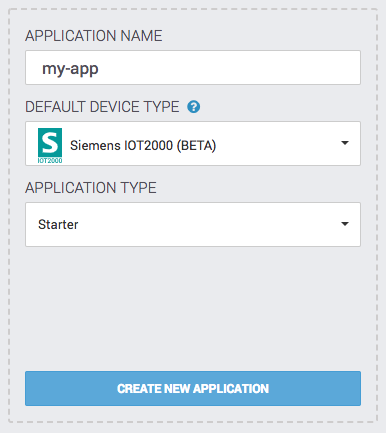 APPLICATION NAME
my-app
DEFAULT DEVICE TYPE ?
S
IOT2000
Siemens IOT2000 (BETA)
APPLICATION TYPE
Starter
CREATE NEW APPLICATION